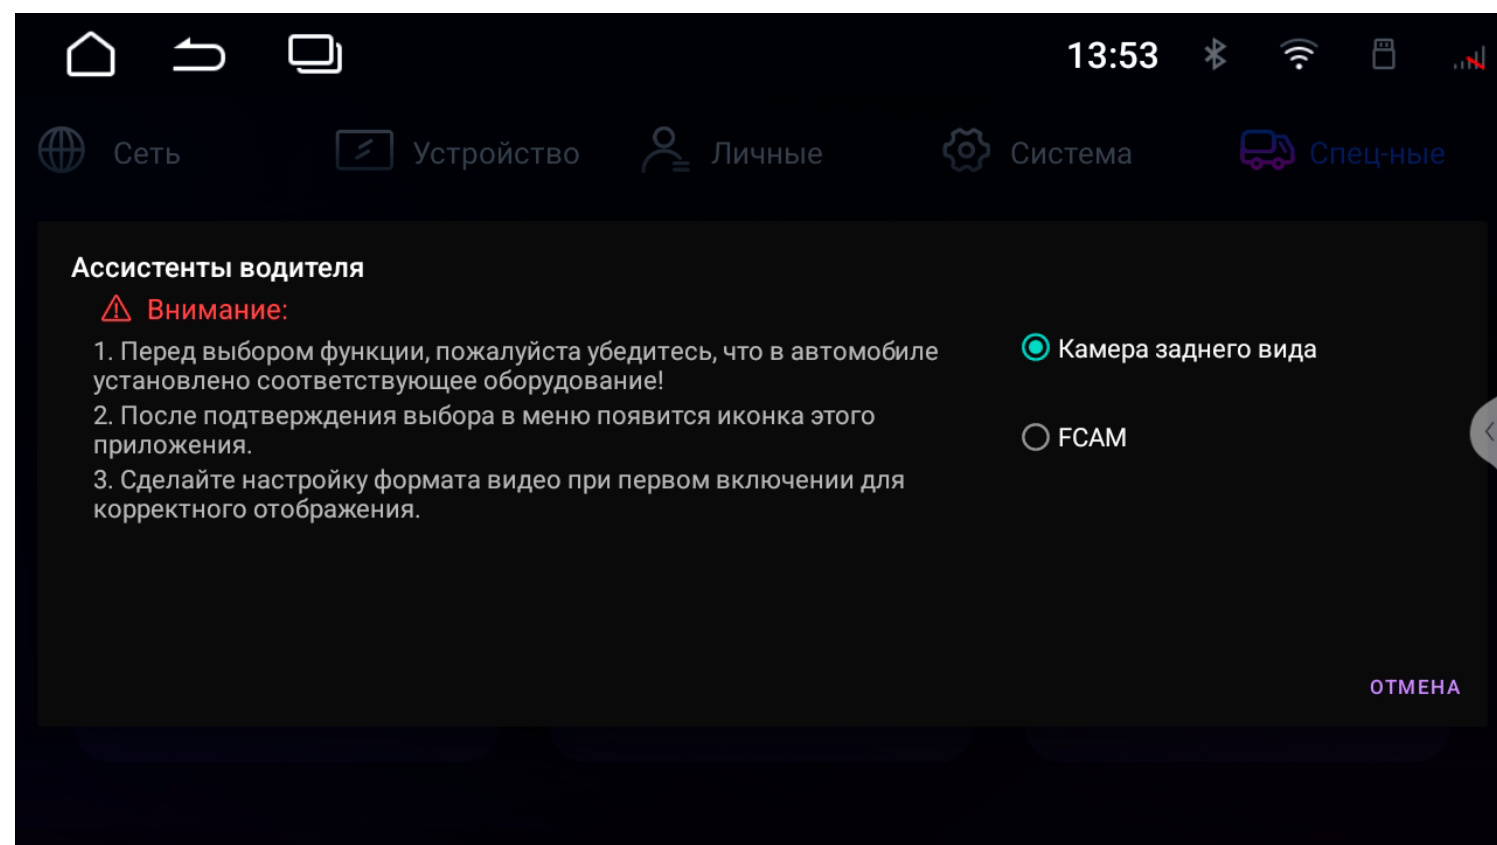 13:53
Сеть
Устройство
Личные
Система
Спец-ные
Ассистенты водителя
Внимание:
1. Перед выбором функции, пожалуйста убедитесь, что в автомобиле
установлено соответствующее оборудование!
2. После подтверждения выбора в меню появится иконка этого
приложения.
3. Сделайте настройку формата видео при первом включении для
корректного отображения.
Камера заднего вида
FCAM
ОТМЕНА